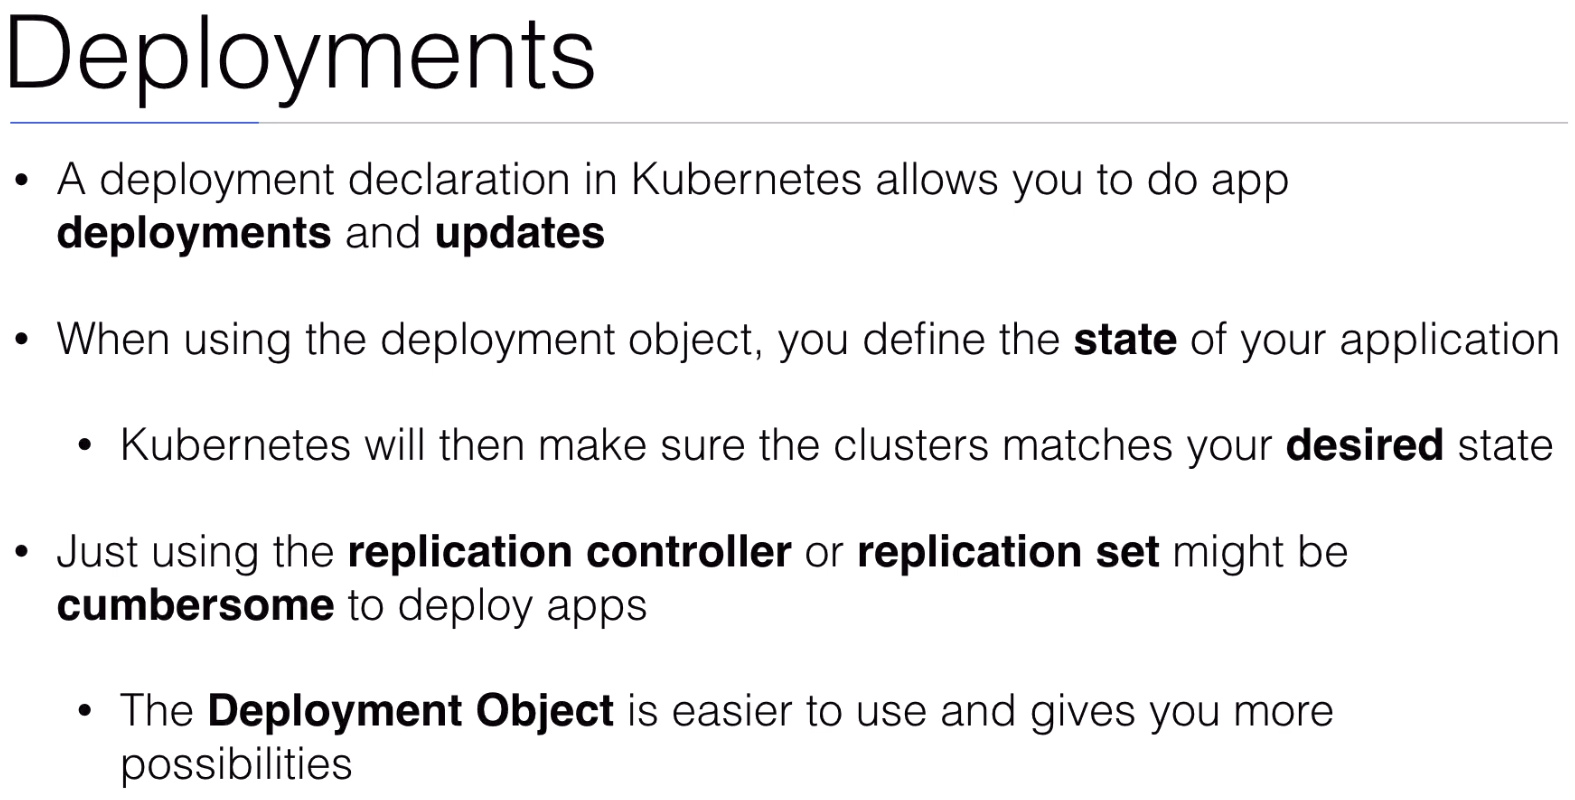 Deployments
• A deployment declaration in Kubernetes allows you to do app
deployments and updates
• When using the deployment object, you define the state of your application
• Kubernetes will then make sure the clusters matches your desired state
• Just using the replication controller or replication set might be
cumbersome to deploy apps
• The Deployment Object is easier to use and gives you more
possibilities